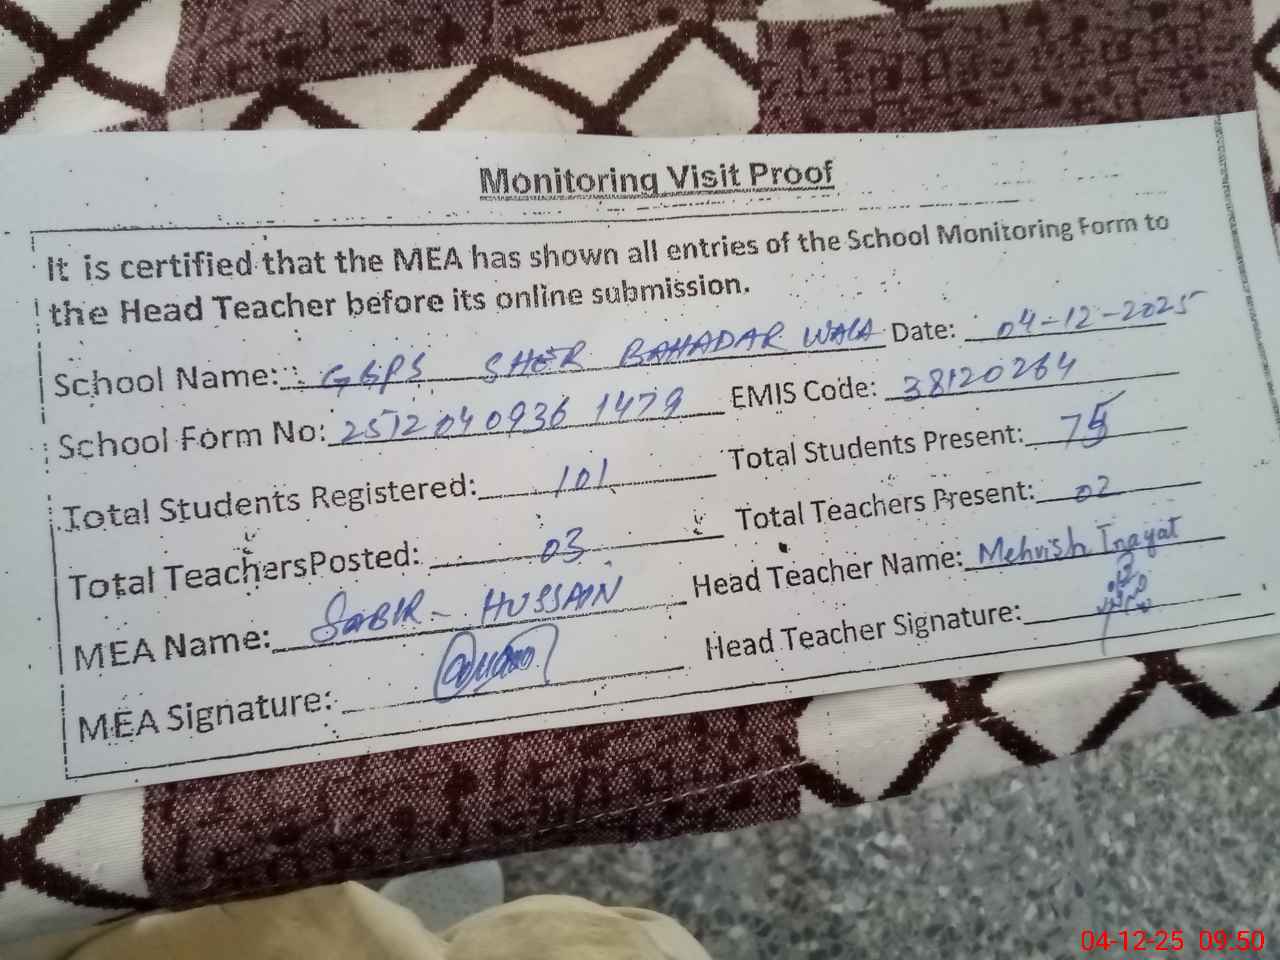 Monitoring Visit Proof
It is certified that the MEA has shown all entries of the School Monitoring Form to
the Head Teacher before its online submission.
School Name: GGPS SHER BAHADAR WALA Date: 04-12-2025
School Form No: 2512040936 1479 EMIS Code: 38120264
Total Students Registered: 101 Total Students Present: 75
Total TeachersPosted: 03 Total Teachers Present: 02
MEA Name: SABIR - HUSSAIN Head Teacher Name: Mehvish Inayat
MEA Signature: Head Teacher Signature:
04-12-25 09:50